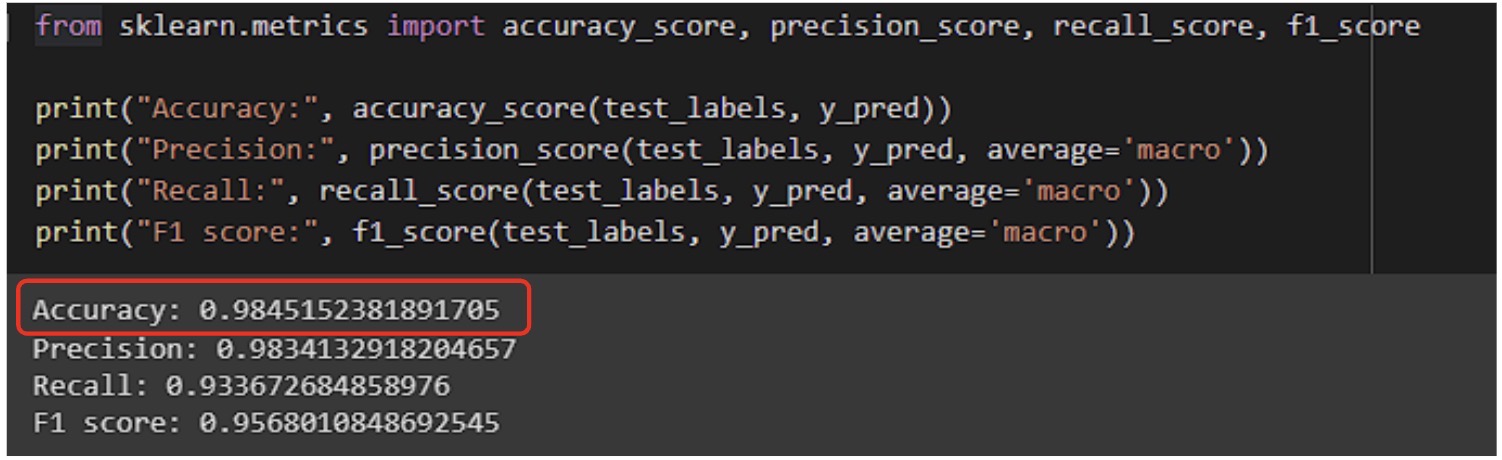 from sklearn.metrics import accuracy_score, precision_score, recall_score, f1_score
print("Accuracy:", accuracy_score(test_labels, y_pred))
print("Precision:", precision_score(test_labels, y_pred, average='macro'))
print("Recall:", recall_score(test_labels, y_pred, average='macro'))
print("F1 score:", f1_score(test_labels, y_pred, average='macro'))
Accuracy: 0.9845152381891705
Precision: 0.9834132918204657
Recall: 0.933672684858976
F1 score: 0.9568010848692545